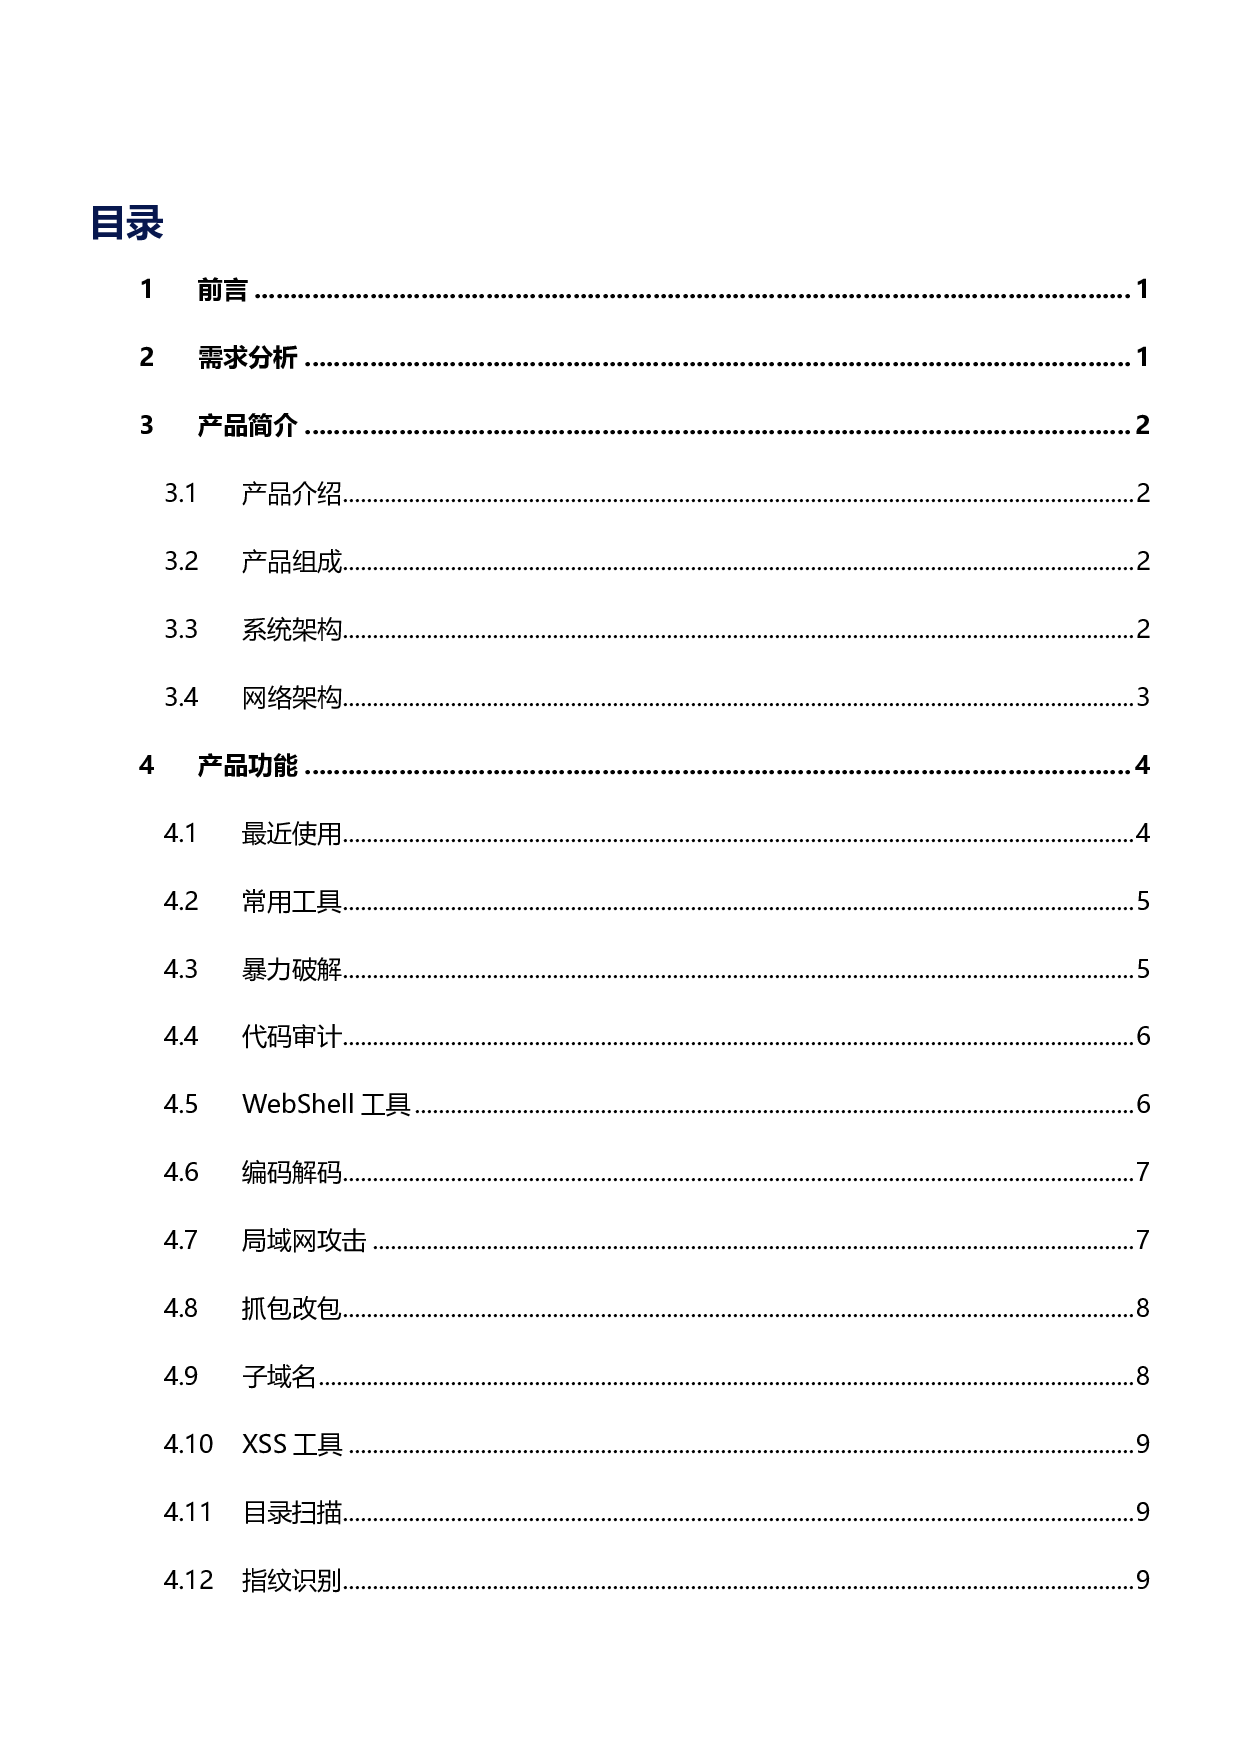 目录
1 前言 ........ 1
2 需求分析 ........ 1
3 产品简介 ........ 2
3.1 产品介绍 ........ 2
3.2 产品组成 ........ 2
3.3 系统架构 ........ 2
3.4 网络架构 ........ 3
4 产品功能 ........ 4
4.1 最近使用 ........ 4
4.2 常用工具 ........ 5
4.3 暴力破解 ........ 5
4.4 代码审计 ........ 6
4.5 WebShell 工具 ........ 6
4.6 编码解码 ........ 7
4.7 局域网攻击 ........ 7
4.8 抓包改包 ........ 8
4.9 子域名 ........ 8
4.10 XSS 工具 ........ 9
4.11 目录扫描 ........ 9
4.12 指纹识别 ........ 9